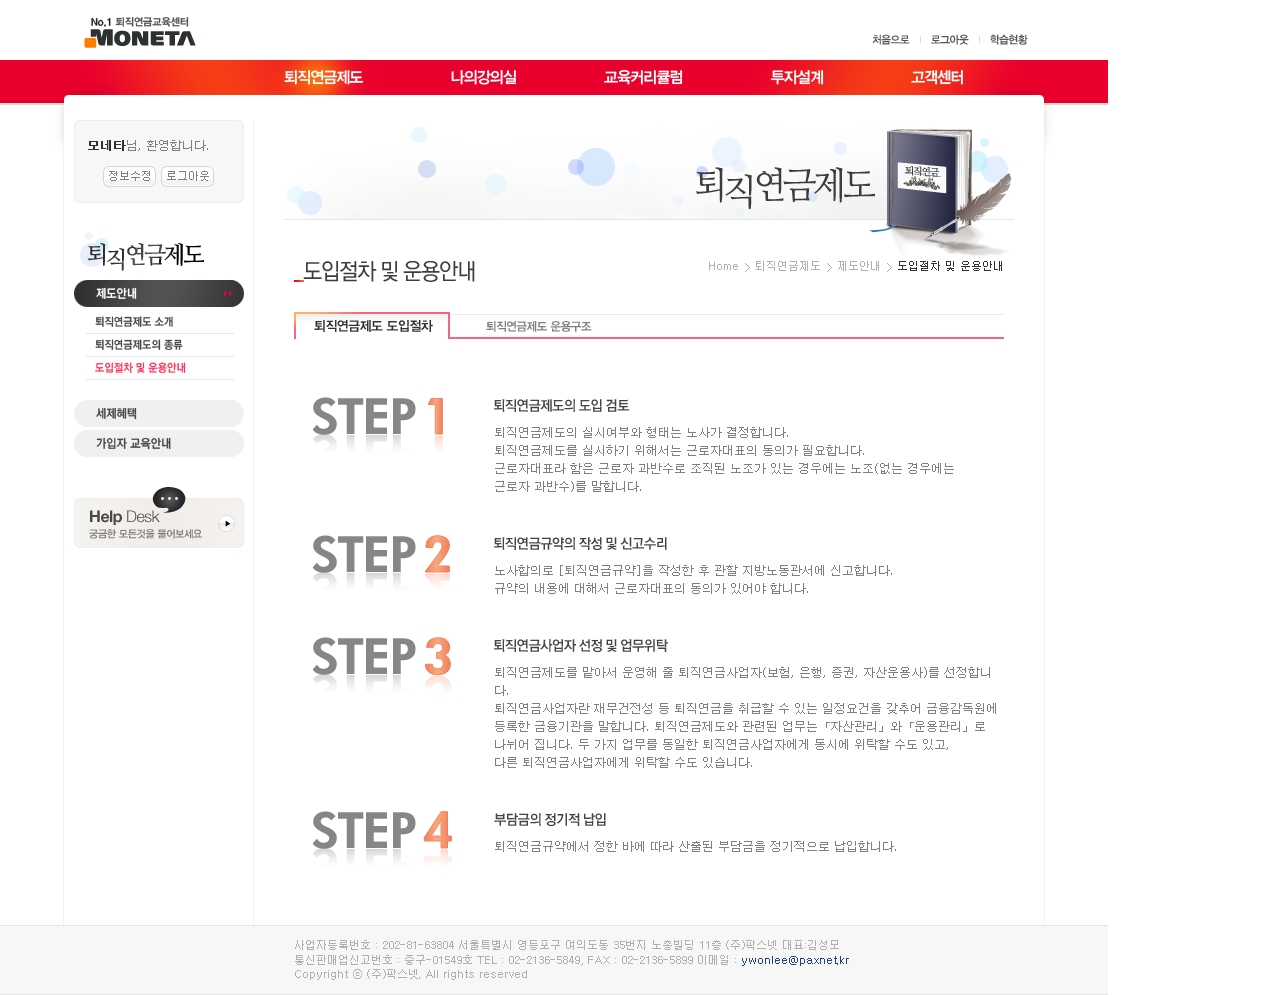 No.1 퇴직연금교육센터
MONETA
처음으로 로그아웃 학습현황
퇴직연금제도 나의강의실 교육커리큘럼 투자설계 고객센터
모네타님, 환영합니다.
정보수정 로그아웃
퇴직연금제도
제도안내
퇴직연금제도 소개
퇴직연금제도의 종류
도입절차 및 운용안내
세제혜택
가입자 교육안내
Help Desk
궁금한 모든것을 물어보세요
퇴직연금제도
퇴직연금
도입절차 및 운용안내
Home > 퇴직연금제도 > 제도안내 > 도입절차 및 운용안내
퇴직연금제도 도입절차 퇴직연금제도 운용구조
STEP 1
퇴직연금제도의 도입 검토
퇴직연금제도의 실시여부와 형태는 노사가 결정합니다.
퇴직연금제도를 실시하기 위해서는 근로자대표의 동의가 필요합니다.
근로자대표라 함은 근로자 과반수로 조직된 노조가 있는 경우에는 노조(없는 경우에는
근로자 과반수)를 말합니다.
STEP 2
퇴직연금규약의 작성 및 신고수리
노사합의로 [퇴직연금규약]을 작성한 후 관할 지방노동관서에 신고합니다.
규약의 내용에 대해서 근로자대표의 동의가 있어야 합니다.
STEP 3
퇴직연금사업자 선정 및 업무위탁
퇴직연금제도를 맡아서 운영해 줄 퇴직연금사업자(보험, 은행, 증권, 자산운용사)를 선정합니
다.
퇴직연금사업자란 재무건전성 등 퇴직연금을 취급할 수 있는 일정요건을 갖추어 금융감독원에
등록한 금융기관을 말합니다. 퇴직연금제도와 관련된 업무는 「자산관리」와 「운용관리」로
나뉘어 집니다. 두 가지 업무를 동일한 퇴직연금사업자에게 동시에 위탁할 수도 있고,
다른 퇴직연금사업자에게 위탁할 수도 있습니다.
STEP 4
부담금의 정기적 납입
퇴직연금규약에서 정한 바에 따라 산출된 부담금을 정기적으로 납입합니다.
사업자등록번호 : 202-81-63804 서울특별시 영등포구 여의도동 35번지 노총빌딩 11층 (주)팍스넷 대표:김성모
통신판매업신고번호 : 중구-01549호 TEL : 02-2136-5849, FAX : 02-2136-5899 이메일 : ywonlee@paxnet.kr
Copyright ⓒ (주)팍스넷, All rights reserved